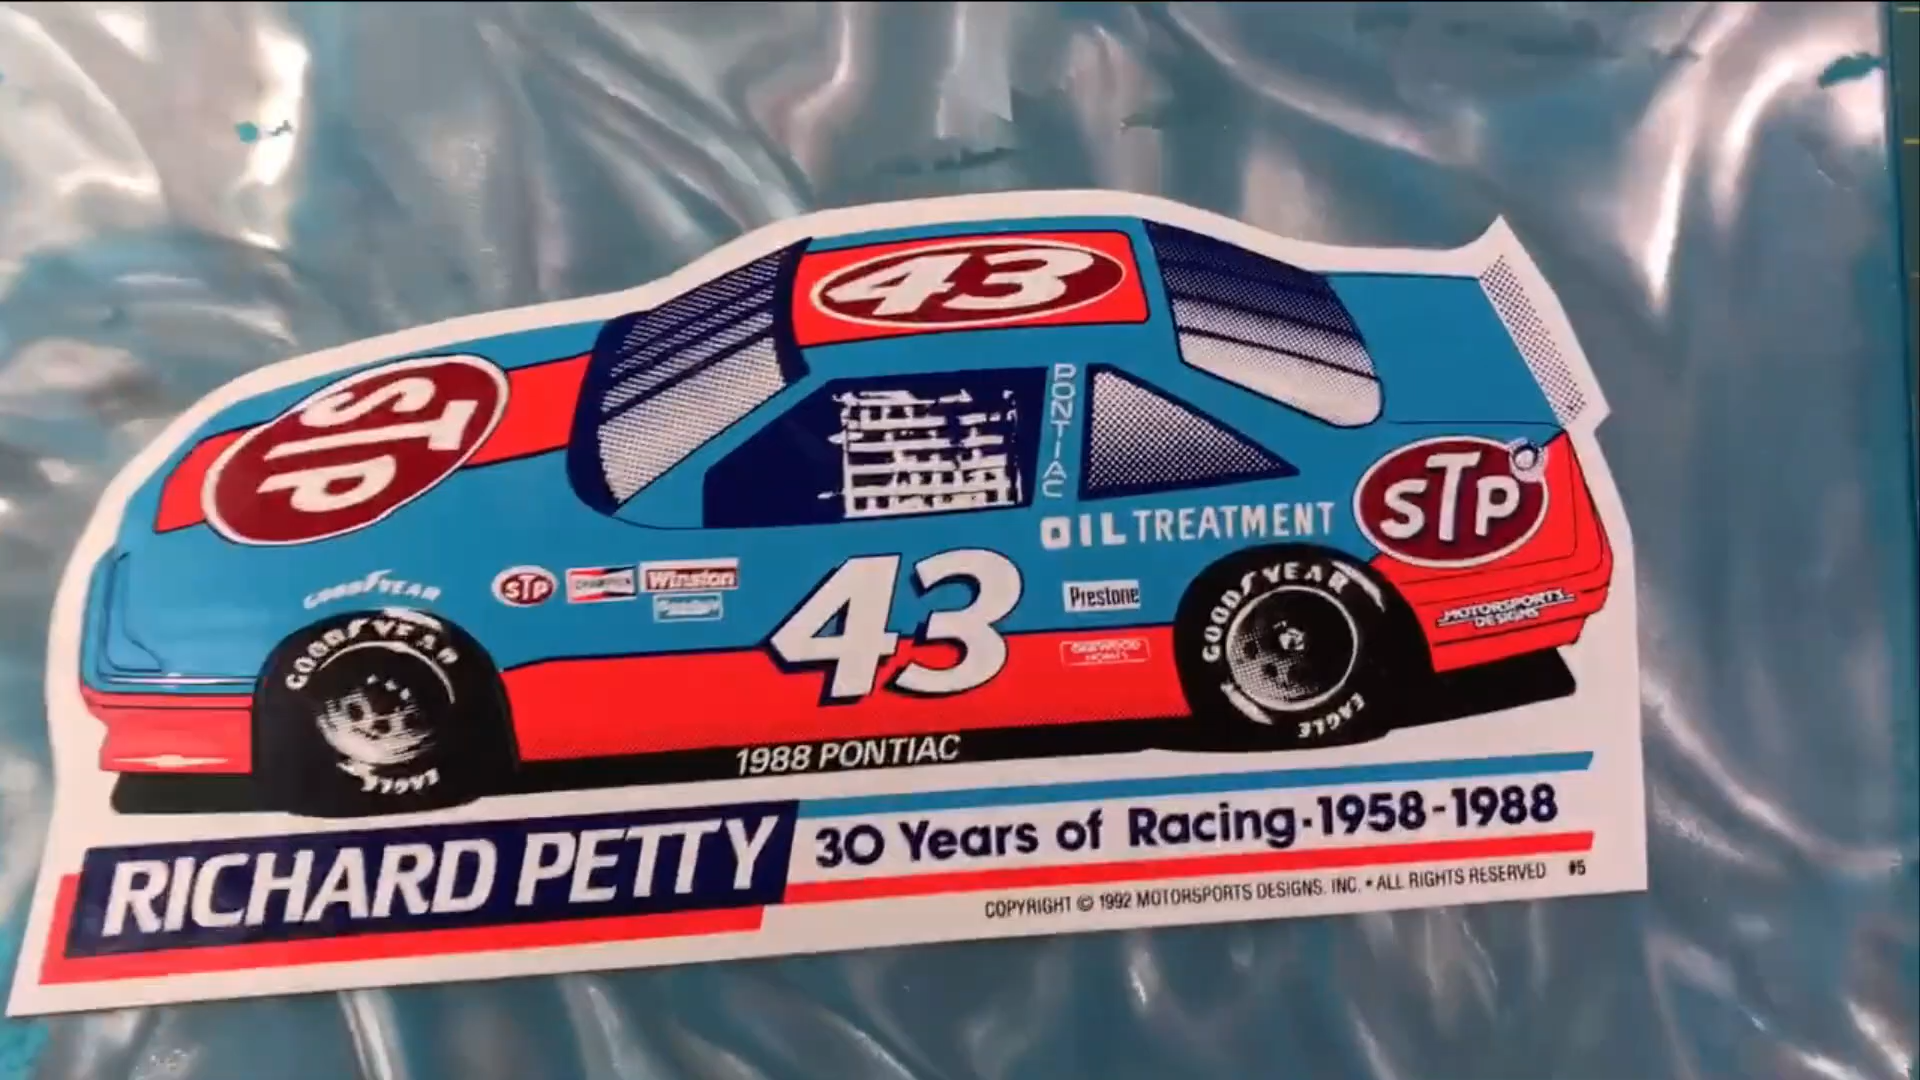 43
STP
PONTIAC
OIL TREATMENT
STP
GOODYEAR
STP
CHAMPION
Winston
43
Prestone
GOODYEAR
EAGLE
GOODYEAR
EAGLE
MOTORSPORTS
DESIGNS
1988 PONTIAC
RICHARD PETTY
30 Years of Racing·1958-1988
COPYRIGHT © 1992 MOTORSPORTS DESIGNS, INC. • ALL RIGHTS RESERVED #5